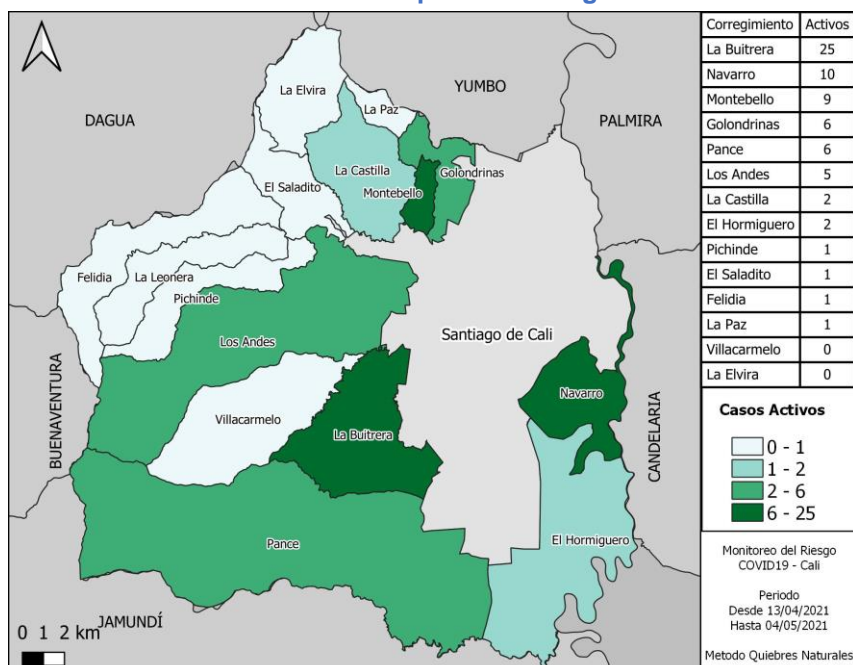 Corregimiento Activos
La Buitrera 25
Navarro 10
Montebello 9
Golondrinas 6
Pance 6
Los Andes 5
La Castilla 2
El Hormiguero 2
Pichinde 1
El Saladito 1
Felidia 1
La Paz 1
Villacarmelo 0
La Elvira 0
Casos Activos
0 - 1
1 - 2
2 - 6
6 - 25
Monitoreo del Riesgo
COVID19 - Cali
Periodo
Desde 13/04/2021
Hasta 04/05/2021
Metodo Quiebres Naturales
YUMBO
DAGUA
PALMIRA
La Elvira
La Paz
La Castilla
Golondrinas
Montebello
El Saladito
Felidia
La Leonera
Pichinde
Los Andes
Santiago de Cali
Navarro
Villacarmelo
La Buitrera
BUENAVENTURA
CANDELARIA
El Hormiguero
Pance
JAMUNDÍ
0 1 2 km